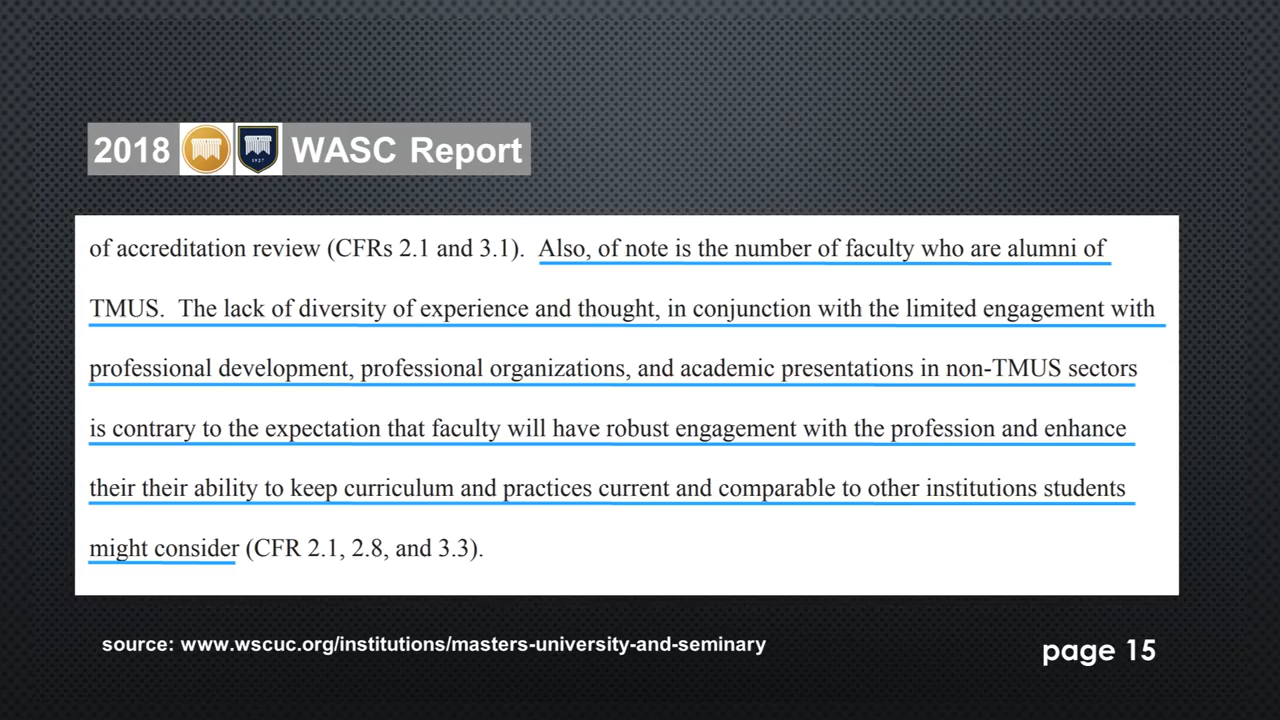 2018 WASC Report
of accreditation review (CFRs 2.1 and 3.1). Also, of note is the number of faculty who are alumni of
TMUS. The lack of diversity of experience and thought, in conjunction with the limited engagement with
professional development, professional organizations, and academic presentations in non-TMUS sectors
is contrary to the expectation that faculty will have robust engagement with the profession and enhance
their their ability to keep curriculum and practices current and comparable to other institutions students
might consider (CFR 2.1, 2.8, and 3.3).
source: www.wscuc.org/institutions/masters-university-and-seminary
page 15